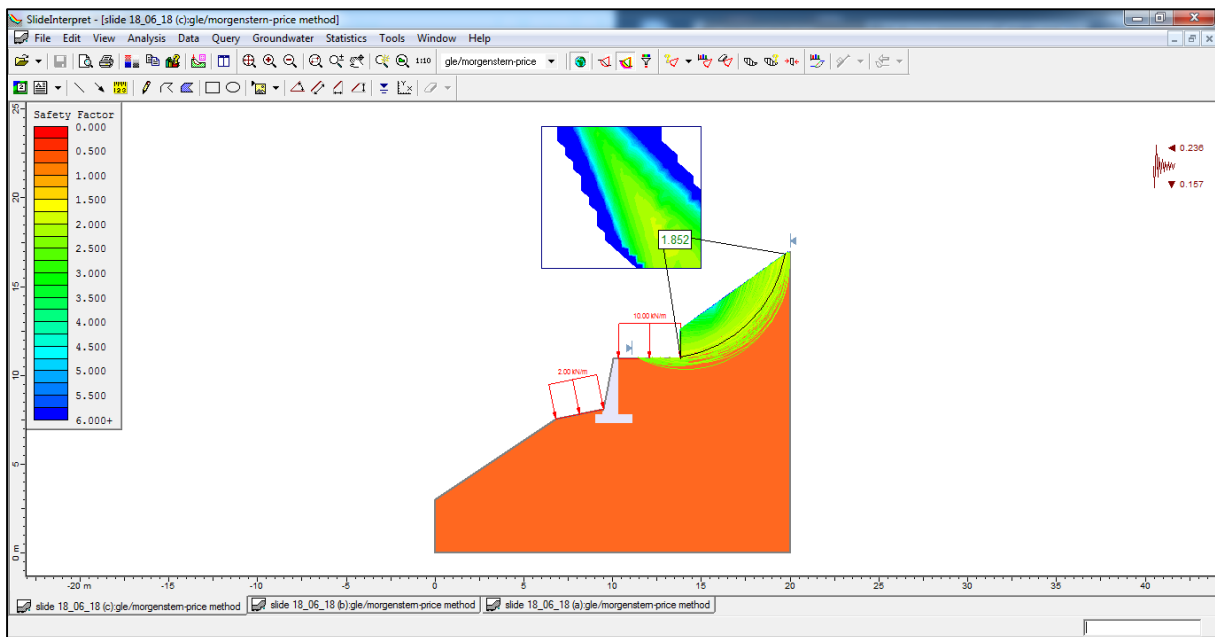 SlideInterpret - [slide 18_06_18 (c):gle/morgenstern-price method]
File Edit View Analysis Data Query Groundwater Statistics Tools Window Help
1:10 gle/morgenstern-price
Safety Factor
0.000
0.500
1.000
1.500
2.000
2.500
3.000
3.500
4.000
4.500
5.000
5.500
6.000+
25
20
15
10
5
0 m
0.236
0.157
1.852
10.00 kN/m
2.00 kN/m
-20 m -15 -10 -5 0 5 10 15 20 25 30 35 40
slide 18_06_18 (c):gle/morgenstern-price method slide 18_06_18 (b):gle/morgenstern-price method slide 18_06_18 (a):gle/morgenstern-price method